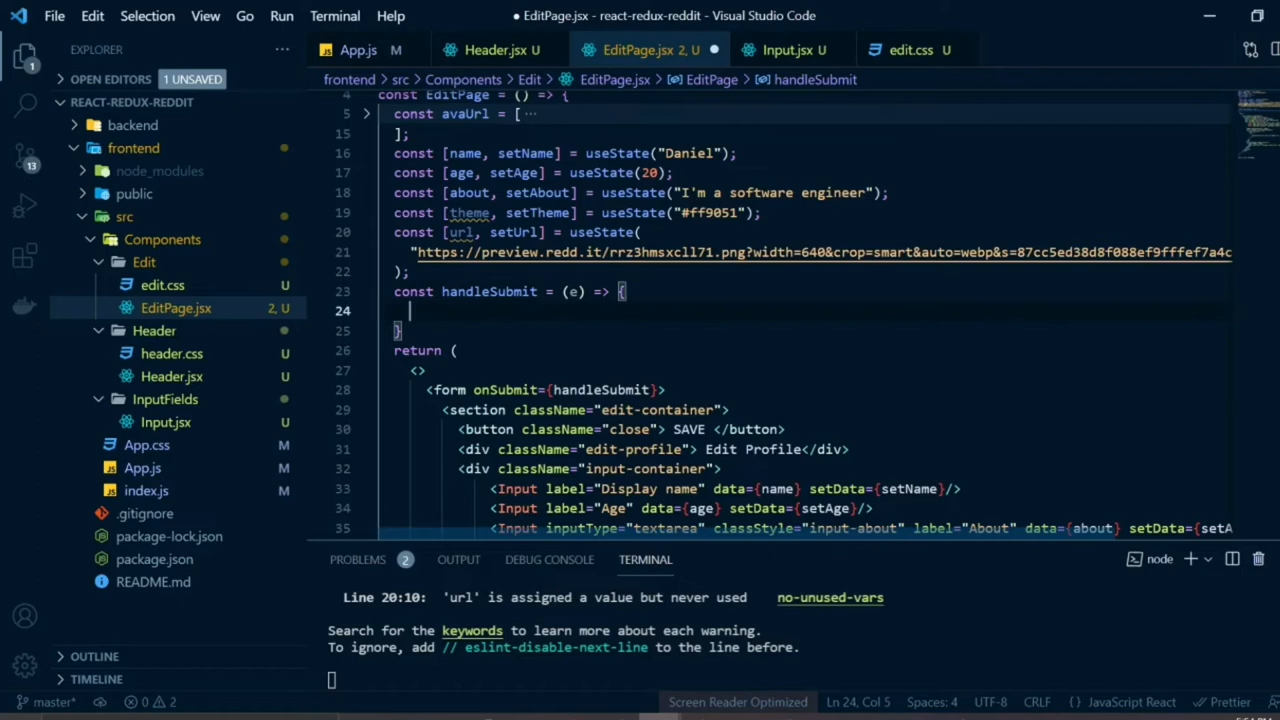 File Edit Selection View Go Run Terminal Help
● EditPage.jsx - react-redux-reddit - Visual Studio Code
EXPLORER ...
OPEN EDITORS 1 UNSAVED
REACT-REDUX-REDDIT
backend
frontend
node_modules
public
src
Components
Edit
edit.css U
EditPage.jsx 2, U
Header
header.css U
Header.jsx U
InputFields
Input.jsx U
App.css M
App.js M
index.js M
.gitignore
package-lock.json
package.json
README.md
OUTLINE
TIMELINE
1
13
App.js M Header.jsx U EditPage.jsx 2, U ● Input.jsx U edit.css U
frontend > src > Components > Edit > EditPage.jsx > EditPage > handleSubmit
4 const EditPage = () => {
5 const avaUrl = [ ...
15 ];
16 const [name, setName] = useState("Daniel");
17 const [age, setAge] = useState(20);
18 const [about, setAbout] = useState("I'm a software engineer");
19 const [theme, setTheme] = useState("#ff9051");
20 const [url, setUrl] = useState(
21 "https://preview.redd.it/rrz3hmsxcll71.png?width=640&crop=smart&auto=webp&s=87cc5ed38d8f088ef9fffef7a4c
22 );
23 const handleSubmit = (e) => {
24
25 }
26 return (
27 <>
28 <form onSubmit={handleSubmit}>
29 <section className="edit-container">
30 <button className="close"> SAVE </button>
31 <div className="edit-profile"> Edit Profile</div>
32 <div className="input-container">
33 <Input label="Display name" data={name} setData={setName}/>
34 <Input label="Age" data={age} setData={setAge}/>
35 <Input inputType="textarea" classStyle="input-about" label="About" data={about} setData={setA
PROBLEMS 2 OUTPUT DEBUG CONSOLE TERMINAL node
Line 20:10: 'url' is assigned a value but never used no-unused-vars
Search for the keywords to learn more about each warning.
To ignore, add // eslint-disable-next-line to the line before.
master* 0 2 Screen Reader Optimized Ln 24, Col 5 Spaces: 4 UTF-8 CRLF {} JavaScript React Prettier